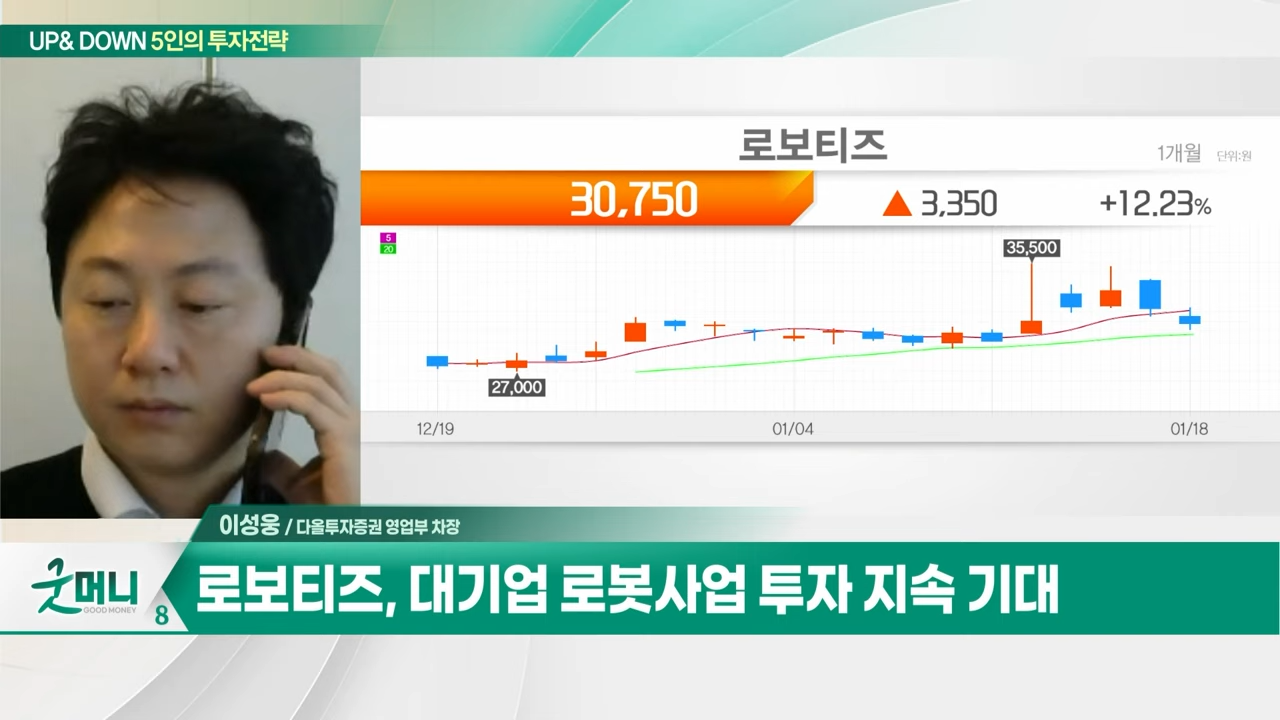 UP& DOWN 5인의 투자전략
로보티즈
1개월 단위:원
30,750 ▲ 3,350 +12.23%
5
20
35,500
27,000
12/19 01/04 01/18
이성웅 / 다올투자증권 영업부 차장
굿머니
GOOD MONEY
8
로보티즈, 대기업 로봇사업 투자 지속 기대